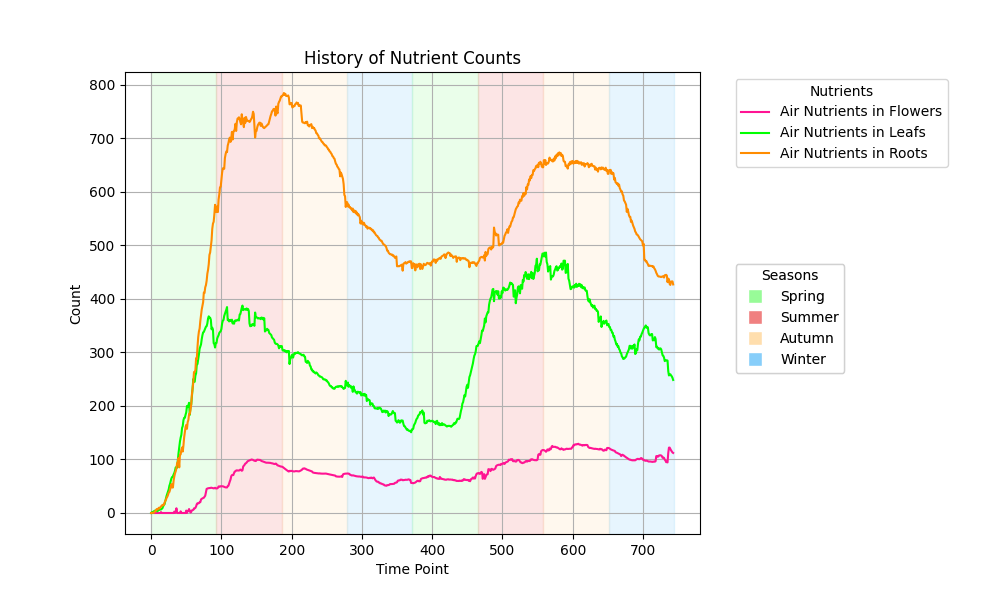 History of Nutrient Counts
Count
800
700
600
500
400
300
200
100
0
0 100 200 300 400 500 600 700
Time Point
Nutrients
Air Nutrients in Flowers
Air Nutrients in Leafs
Air Nutrients in Roots
Seasons
Spring
Summer
Autumn
Winter